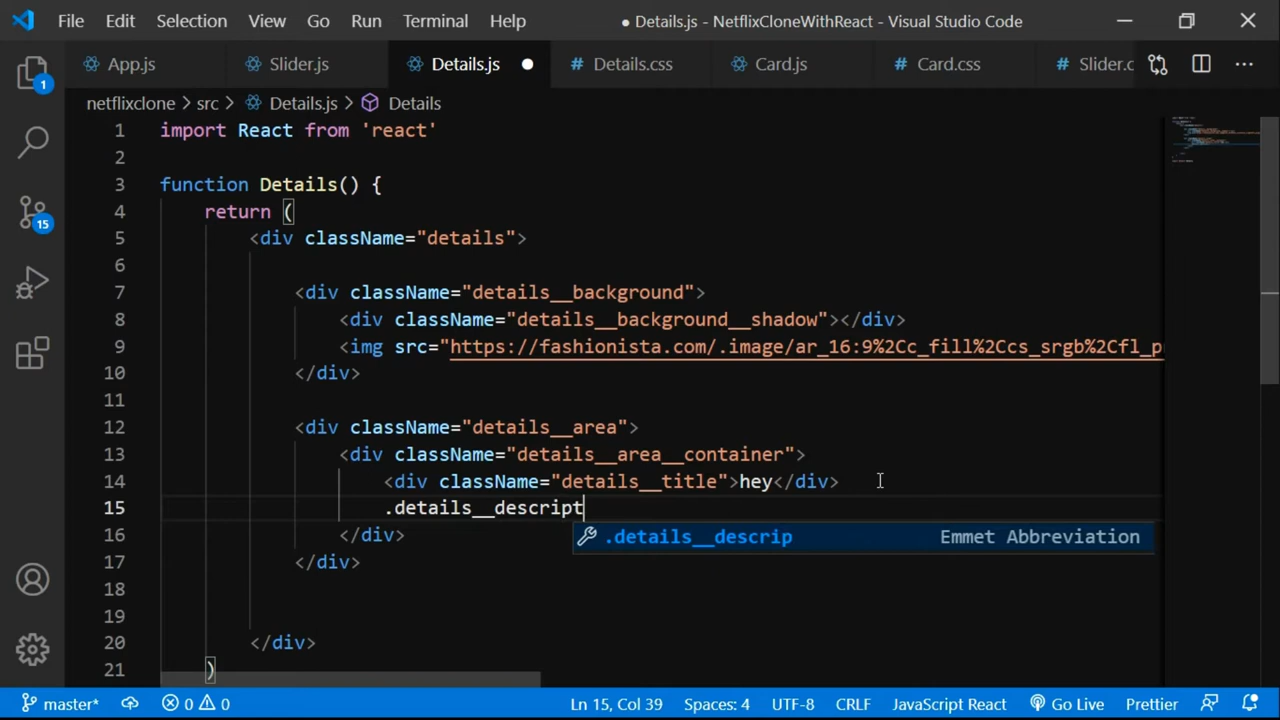 File Edit Selection View Go Run Terminal Help ● Details.js - NetflixCloneWithReact - Visual Studio Code
App.js Slider.js Details.js # Details.css Card.js # Card.css # Slider.c ...
1
netflixclone > src > Details.js > Details
1 import React from 'react'
2
3 function Details() {
4 return (
5 <div className="details">
6
7 <div className="details__background">
8 <div className="details__background__shadow"></div>
9 <img src="https://fashionista.com/.image/ar_16:9%2Cc_fill%2Ccs_srgb%2Cfl_p
10 </div>
11
12 <div className="details__area">
13 <div className="details__area__container">
14 <div className="details__title">hey</div>
15 .details__descript
.details__descrip Emmet Abbreviation
16 </div>
17 </div>
18
19
20 </div>
21 )
15
master* 0 0 Ln 15, Col 39 Spaces: 4 UTF-8 CRLF JavaScript React Go Live Prettier